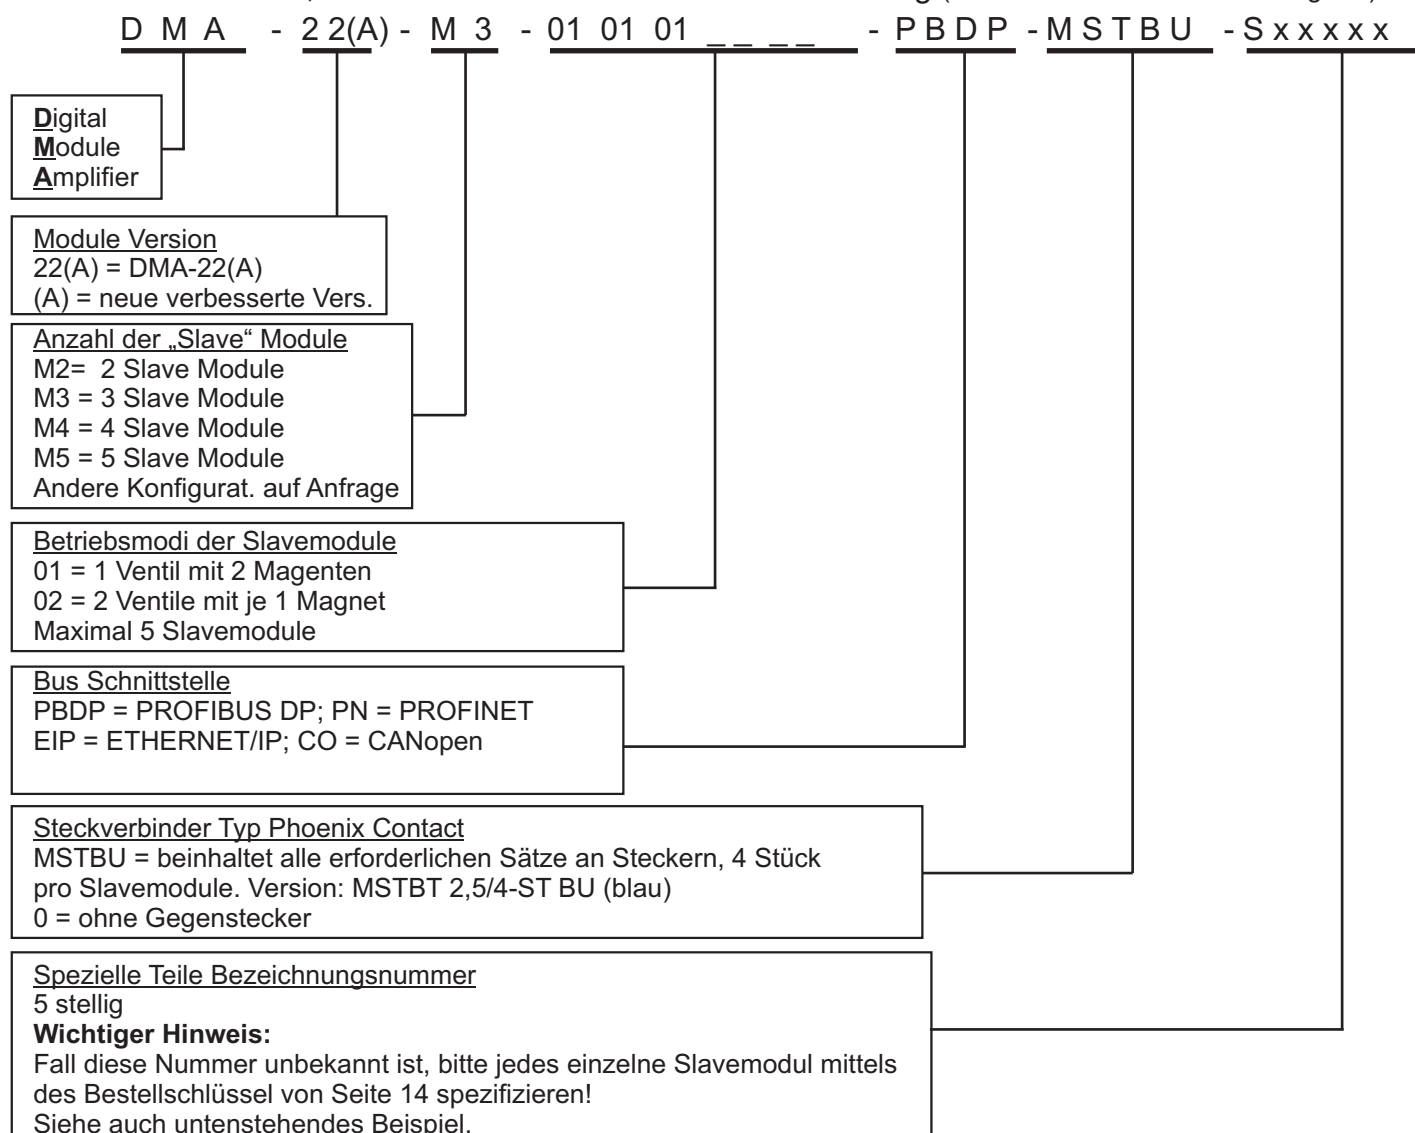 D M A - 2 2(A) - M 3 - 01 01 01 _ _ _ _ - P B D P - M S T B U - S x x x x x
Digital
Module
Amplifier
Module Version
22(A) = DMA-22(A)
(A) = neue verbesserte Vers.
Anzahl der „Slave“ Module
M2= 2 Slave Module
M3 = 3 Slave Module
M4 = 4 Slave Module
M5 = 5 Slave Module
Andere Konfigurat. auf Anfrage
Betriebsmodi der Slavemodule
01 = 1 Ventil mit 2 Magenten
02 = 2 Ventile mit je 1 Magnet
Maximal 5 Slavemodule
Bus Schnittstelle
PBDP = PROFIBUS DP; PN = PROFINET
EIP = ETHERNET/IP; CO = CANopen
Steckverbinder Typ Phoenix Contact
MSTBU = beinhaltet alle erforderlichen Sätze an Steckern, 4 Stück
pro Slavemodule. Version: MSTBT 2,5/4-ST BU (blau)
0 = ohne Gegenstecker
Spezielle Teile Bezeichnungsnummer
5 stellig
Wichtiger Hinweis:
Fall diese Nummer unbekannt ist, bitte jedes einzelne Slavemodul mittels
des Bestellschlüssel von Seite 14 spezifizieren!
Siehe auch untenstehendes Beispiel.